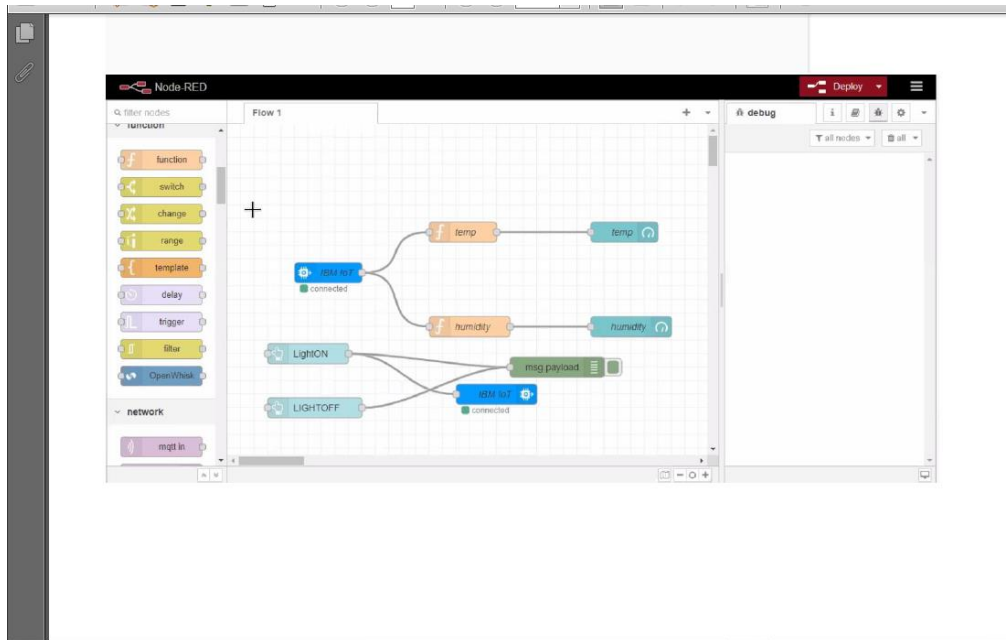 Node-RED
Deploy
filter nodes
Flow 1
debug
i
function
all nodes
all
function
switch
change
range
template
delay
trigger
filter
OpenWhisk
network
mqtt in
temp
temp
IBM IoT
connected
humidity
humidity
LightON
msg.payload
IBM IoT
connected
LIGHTOFF